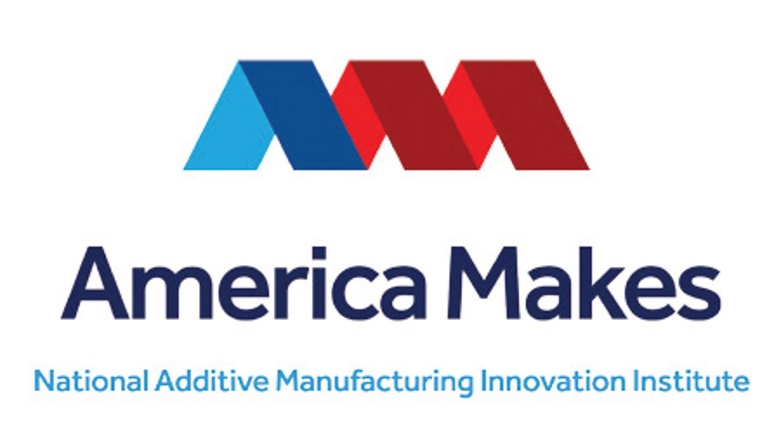 America Makes
National Additive Manufacturing Innovation Institute